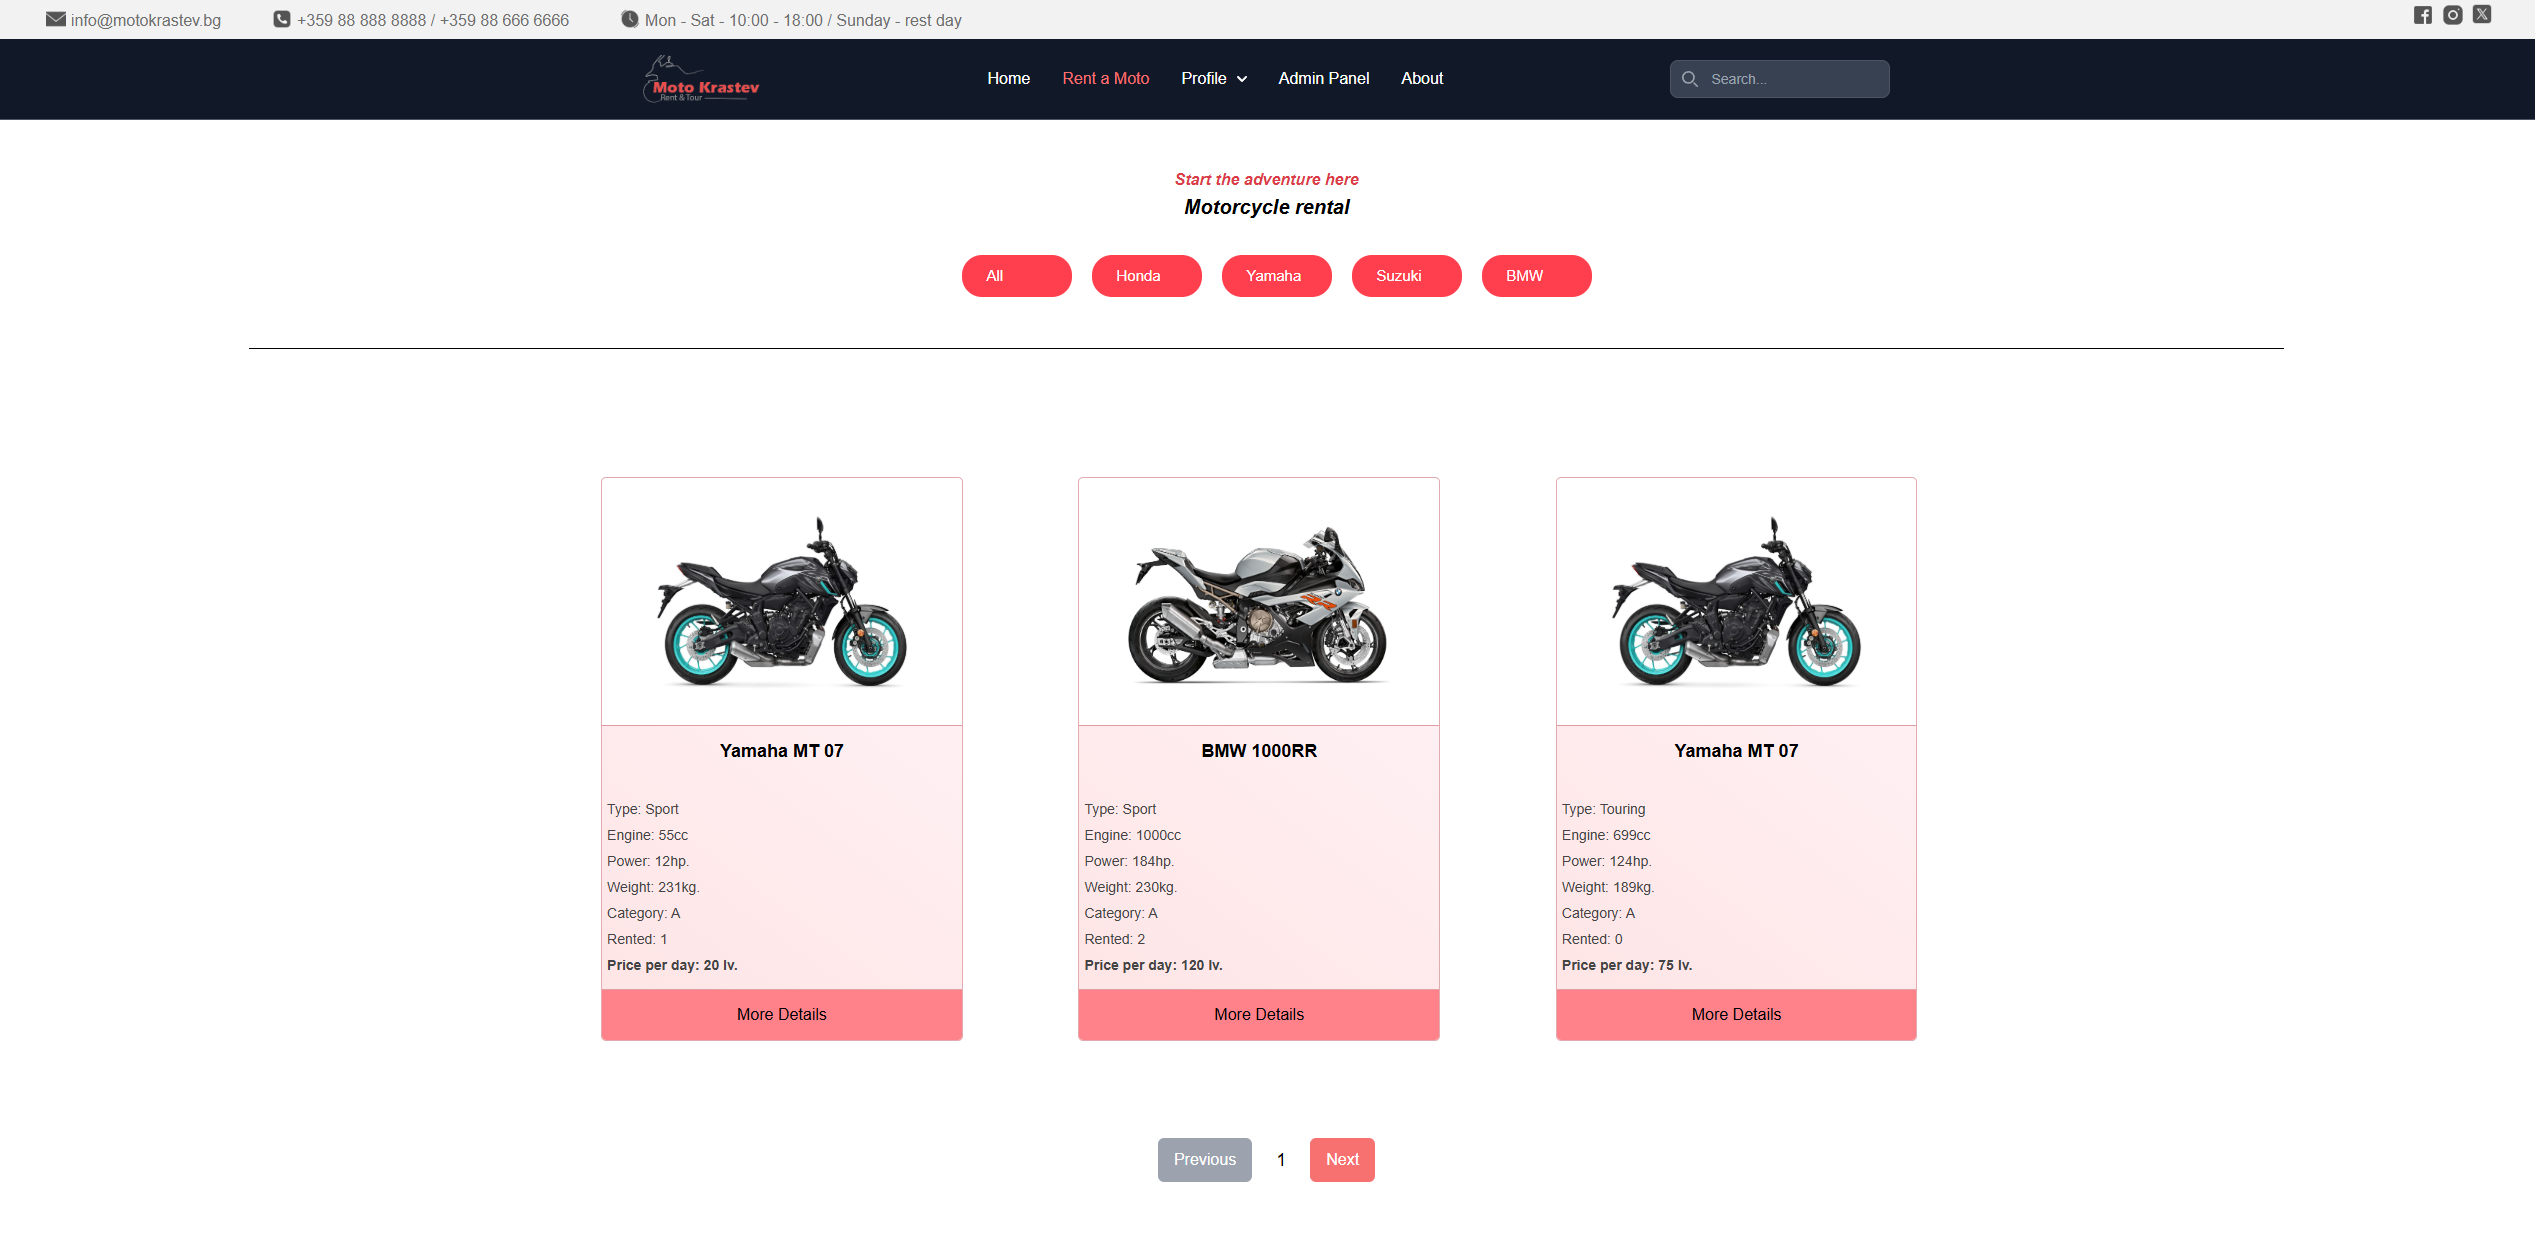 info@motokrastev.bg
+359 88 888 8888 / +359 88 666 6666
Mon - Sat - 10:00 - 18:00 / Sunday - rest day
Moto Krastev
Rent & Tour
Home
Rent a Moto
Profile
Admin Panel
About
Search...
Start the adventure here
Motorcycle rental
All
Honda
Yamaha
Suzuki
BMW
Yamaha MT 07
Type: Sport
Engine: 55cc
Power: 12hp.
Weight: 231kg.
Category: A
Rented: 1
Price per day: 20 lv.
More Details
RR
BMW 1000RR
Type: Sport
Engine: 1000cc
Power: 184hp.
Weight: 230kg.
Category: A
Rented: 2
Price per day: 120 lv.
More Details
Yamaha MT 07
Type: Touring
Engine: 699cc
Power: 124hp.
Weight: 189kg.
Category: A
Rented: 0
Price per day: 75 lv.
More Details
Previous
1
Next